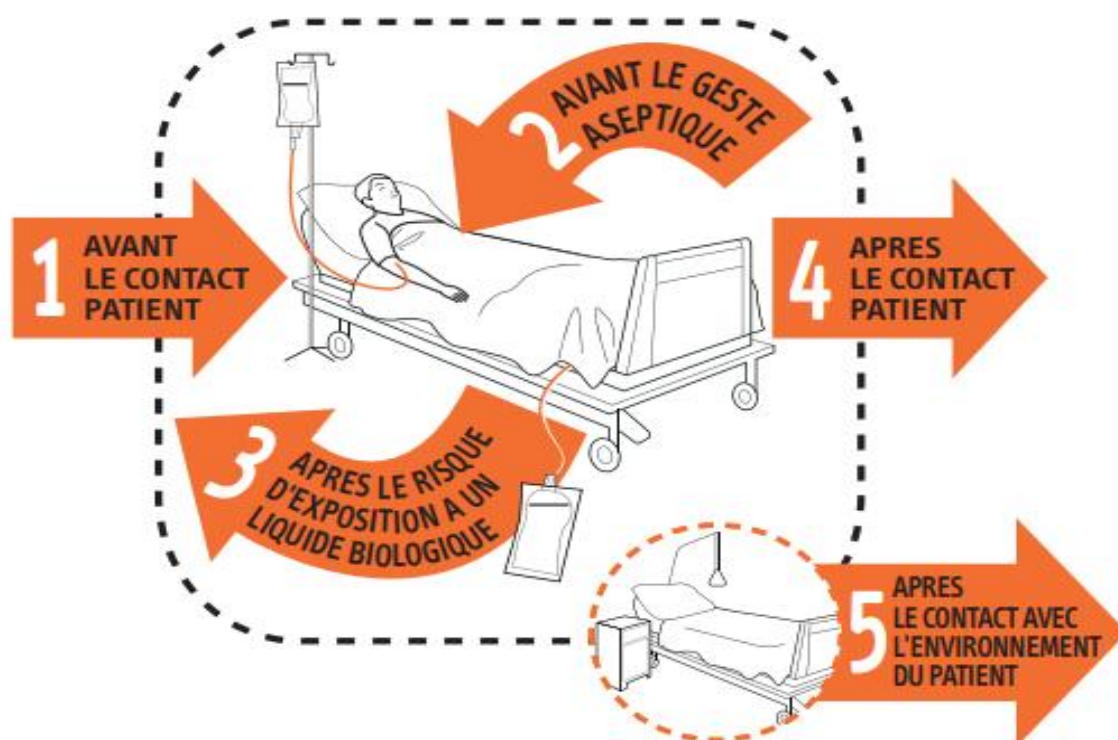 1
AVANT
LE CONTACT
PATIENT
2
AVANT LE GESTE
ASEPTIQUE
3
APRES LE RISQUE
D'EXPOSITION A UN
LIQUIDE BIOLOGIQUE
4
APRES
LE CONTACT
PATIENT
5
APRES
LE CONTACT AVEC
L'ENVIRONNEMENT
DU PATIENT